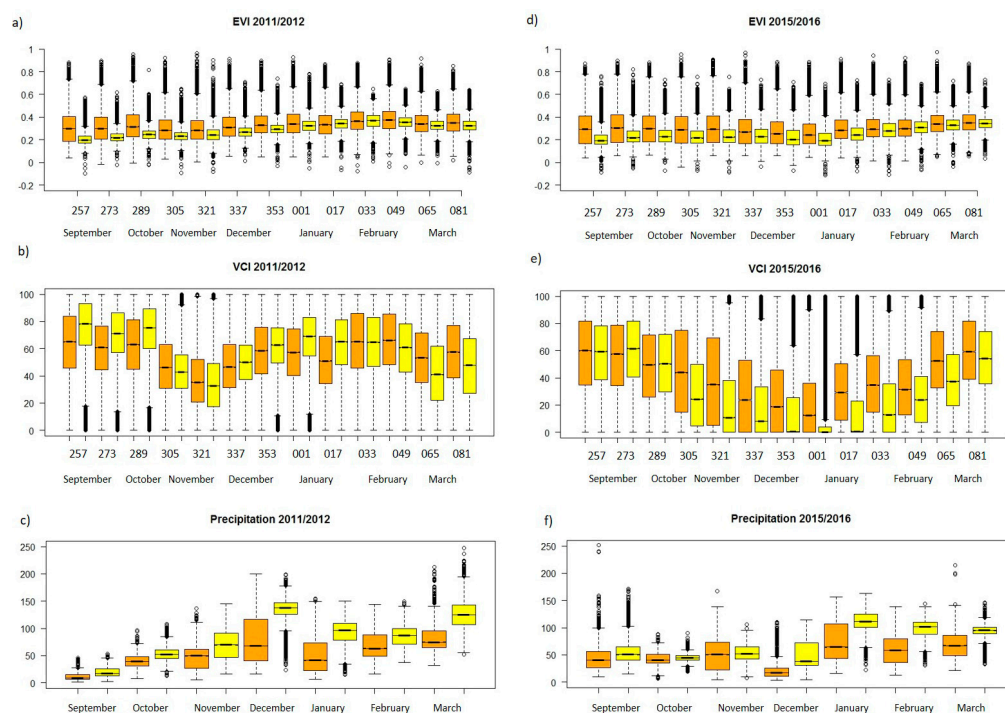 a)
EVI 2011/2012
1
0.8
0.6
0.4
0.2
0
-0.2
257 273 289 305 321 337 353 001 017 033 049 065 081
September October November December January February March
d)
EVI 2015/2016
1
0.8
0.6
0.4
0.2
0
-0.2
257 273 289 305 321 337 353 001 017 033 049 065 081
September October November December January February March
b)
VCI 2011/2012
100
80
60
40
20
0
257 273 289 305 321 337 353 001 017 033 049 065 081
September October November December January February March
e)
VCI 2015/2016
100
80
60
40
20
0
257 273 289 305 321 337 353 001 017 033 049 065 081
September October November December January February March
c)
Precipitation 2011/2012
250
200
150
100
50
0
September October November December January February March
f)
Precipitation 2015/2016
250
200
150
100
50
0
September October November December January February March